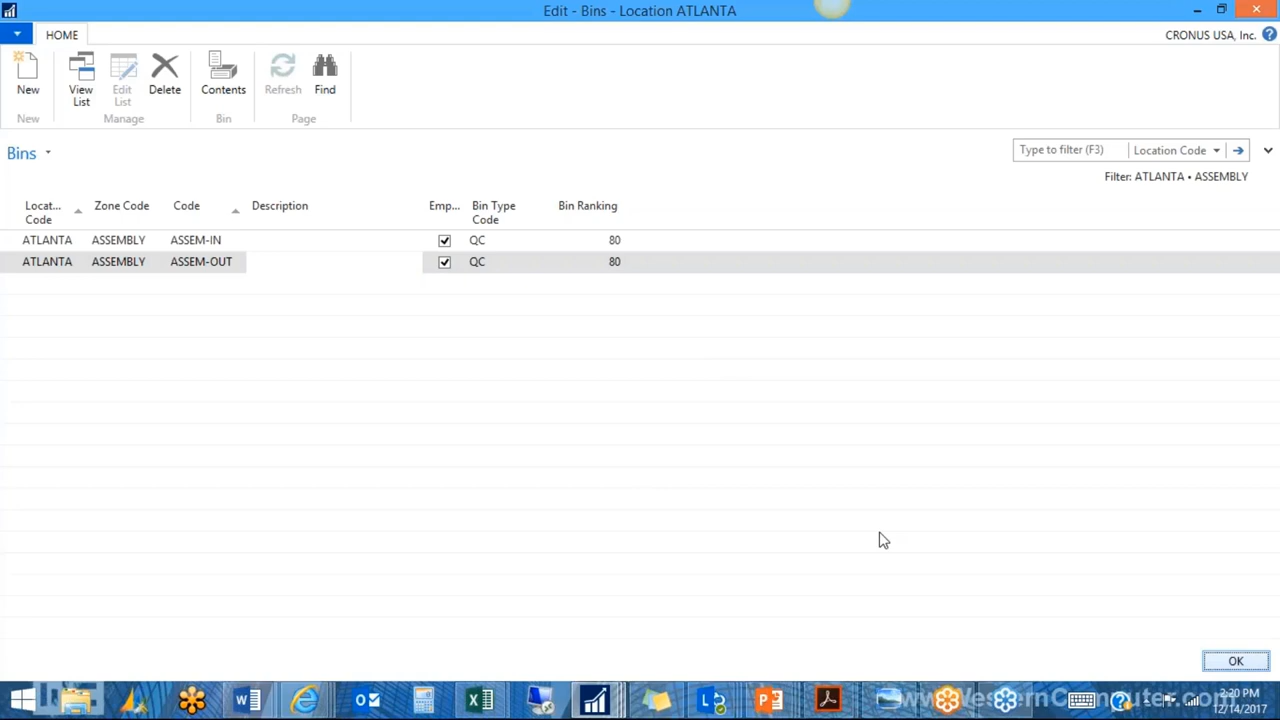 Edit - Bins - Location ATLANTA
HOME
CRONUS USA, Inc.
New
View List
Edit List
Delete
Contents
Refresh
Find
New
Manage
Bin
Page
Bins
Type to filter (F3)
Location Code
Filter: ATLANTA • ASSEMBLY
Locat... Code
Zone Code
Code
Description
Emp...
Bin Type Code
Bin Ranking
ATLANTA ASSEMBLY ASSEM-IN QC 80
ATLANTA ASSEMBLY ASSEM-OUT QC 80
OK
www.WesternComputer.com
2:20 PM
12/14/2017